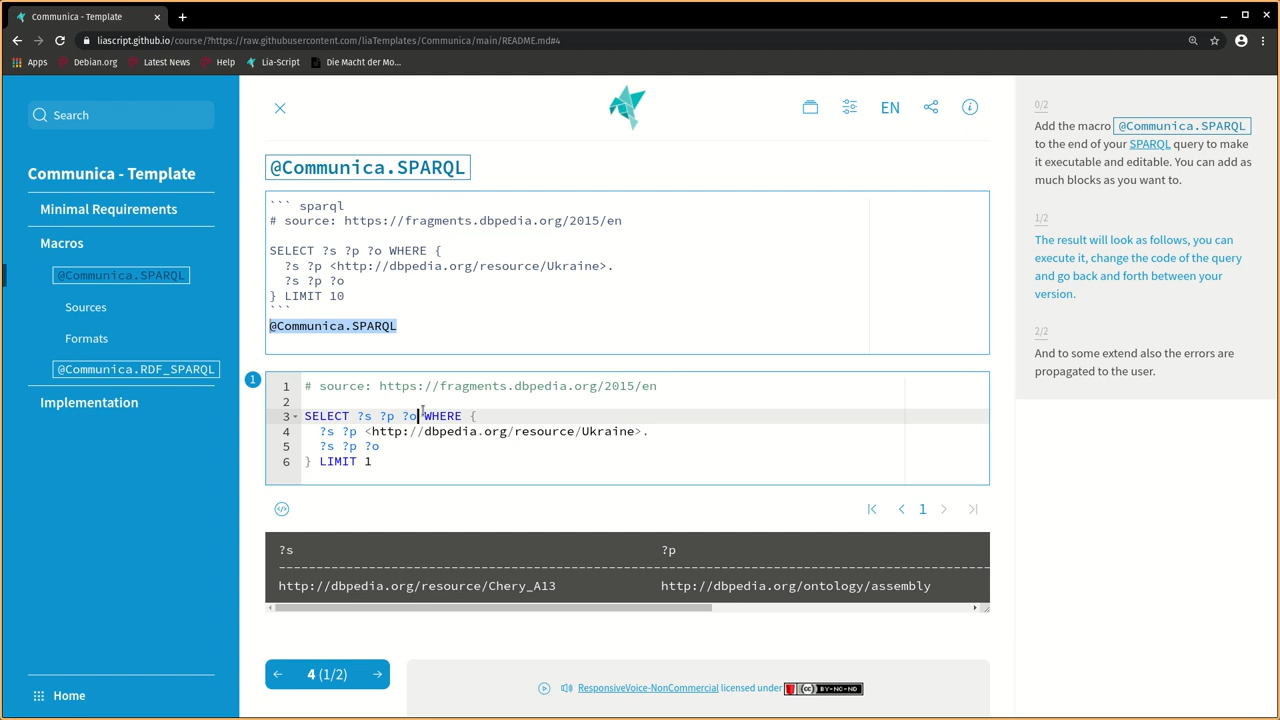 Communica - Template
liascript.github.io/course/?https://raw.githubusercontent.com/liaTemplates/Communica/main/README.md#4
Apps
Debian.org
Latest News
Help
Lia-Script
Die Macht der Mo...
Search
Communica - Template
Minimal Requirements
Macros
@Communica.SPARQL
Sources
Formats
@Communica.RDF_SPARQL
Implementation
Home
EN
@Communica.SPARQL
``` sparql
# source: https://fragments.dbpedia.org/2015/en
SELECT ?s ?p ?o WHERE {
?s ?p <http://dbpedia.org/resource/Ukraine>.
?s ?p ?o
} LIMIT 10
```
@Communica.SPARQL
1
1 # source: https://fragments.dbpedia.org/2015/en
2
3 SELECT ?s ?p ?o WHERE {
4 ?s ?p <http://dbpedia.org/resource/Ukraine>.
5 ?s ?p ?o
6 } LIMIT 1
1
?s ?p
--------------------------------------------------------------------------------
http://dbpedia.org/resource/Chery_A13 http://dbpedia.org/ontology/assembly
4 (1/2)
ResponsiveVoice-NonCommercial licensed under
BY-NC-ND
0/2
Add the macro @Communica.SPARQL
to the end of your SPARQL query to make
it executable and editable. You can add as
much blocks as you want to.
1/2
The result will look as follows, you can
execute it, change the code of the query
and go back and forth between your
version.
2/2
And to some extend also the errors are
propagated to the user.